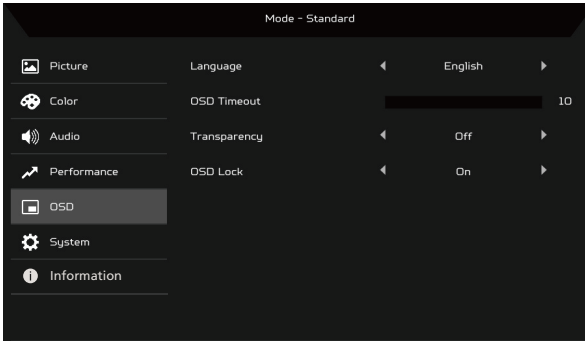 Mode - Standard
Picture
Language English
Color
OSD Timeout 10
Audio
Transparency Off
Performance
OSD Lock On
OSD
System
Information